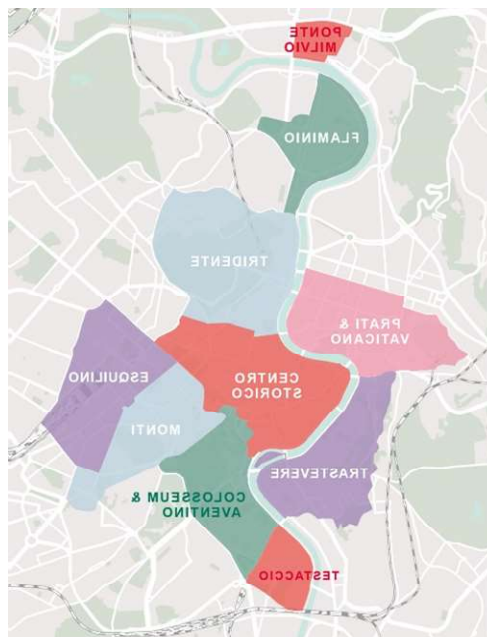 PONTE
MILVIO
FLAMINIO
TRIDENTE
PRATI &
VATICANO
ESQUILINO
CENTRO
STORICO
MONTI
TRASTEVERE
COLOSSEUM &
AVENTINO
TESTACCIO